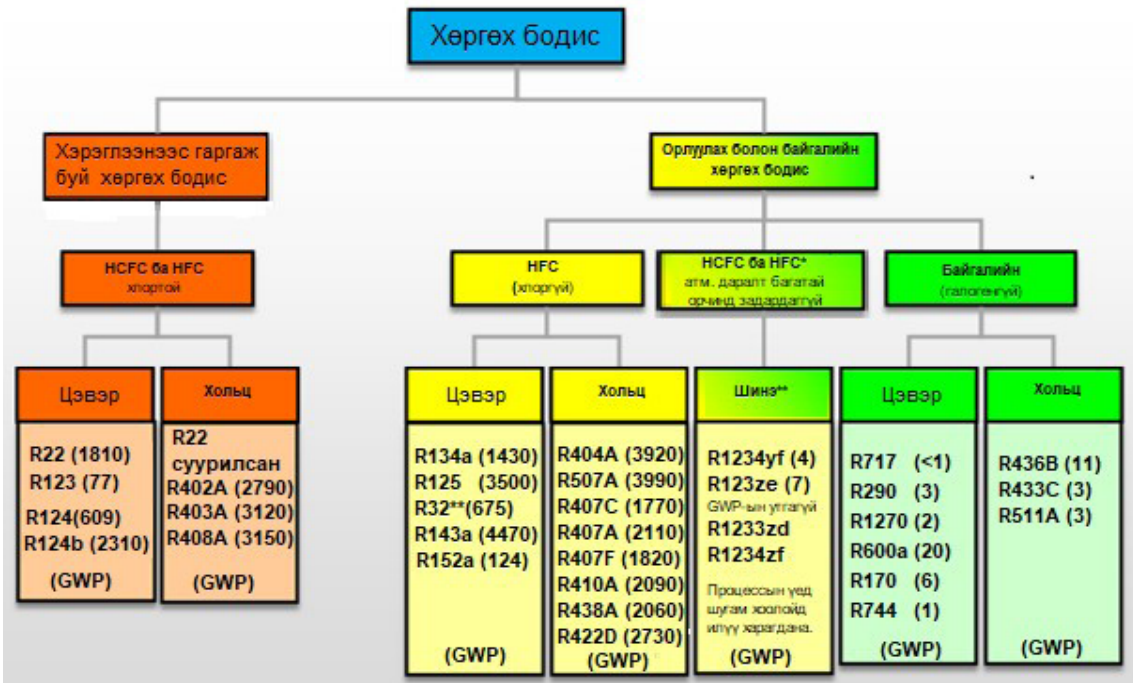 Хөргөх бодис
Хэрэглээнээс гаргаж
буй хөргөх бодис
Орлуулах болон байгалийн
хөргөх бодис
HCFC ба HFC
хлортой
HFC
(хлоргүй)
HCFC ба HFC*
атм. даралт багатай
орчинд задардаггүй
Байгалийн
(галогенгүй)
Цэвэр
R22 (1810)
R123 (77)
R124(609)
R124b (2310)
(GWP)
Хольц
R22
суурилсан
R402A (2790)
R403A (3120)
R408A (3150)
(GWP)
Цэвэр
R134a (1430)
R125 (3500)
R32**(675)
R143a (4470)
R152a (124)
(GWP)
Хольц
R404A (3920)
R507A (3990)
R407C (1770)
R407A (2110)
R407F (1820)
R410A (2090)
R438A (2060)
R422D (2730)
(GWP)
Шинэ**
R1234yf (4)
R123ze (7)
GWP-ын утгагүй
R1233zd
R1234zf
Процессын үед
шугам хоолойд
илүү харагдана.
(GWP)
Цэвэр
R717 (<1)
R290 (3)
R1270 (2)
R600a (20)
R170 (6)
R744 (1)
(GWP)
Хольц
R436B (11)
R433C (3)
R511A (3)
(GWP)